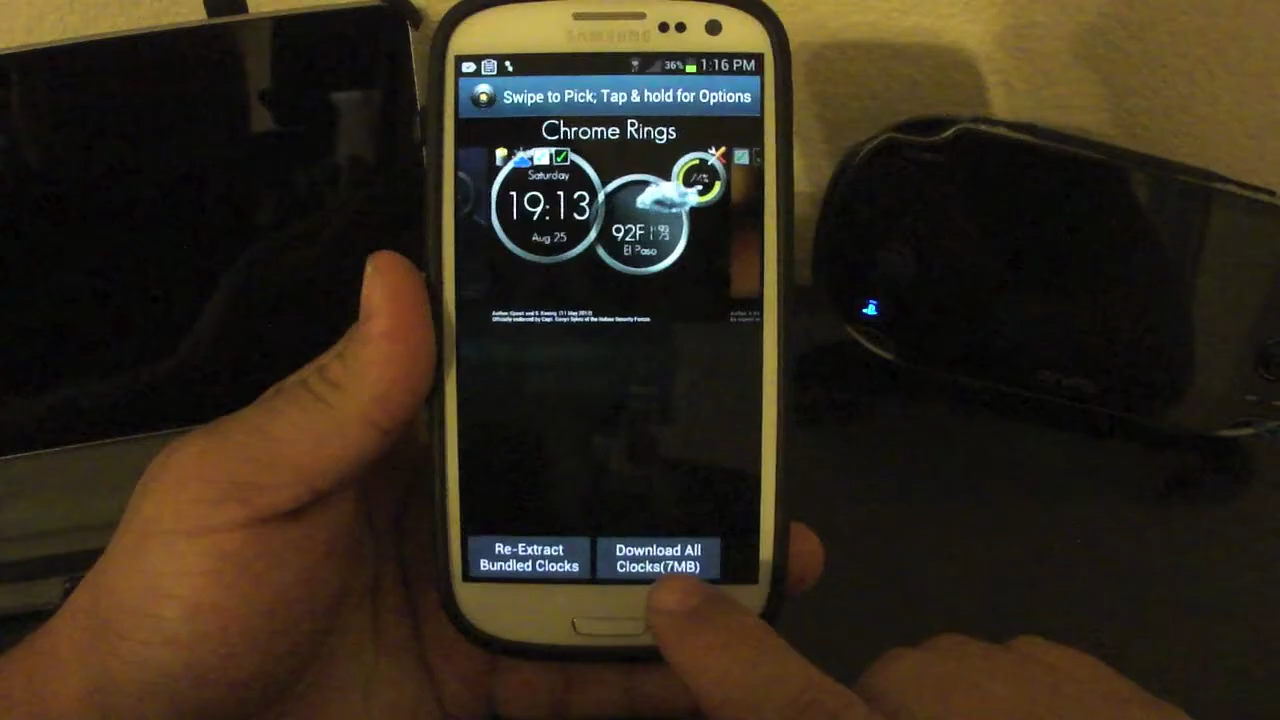 SAMSUNG
36% 1:16 PM
Swipe to Pick; Tap & hold for Options
Chrome Rings
Saturday
19:13
Aug 25
92F
El Paso
Re-Extract
Bundled Clocks
Download All
Clocks(7MB)